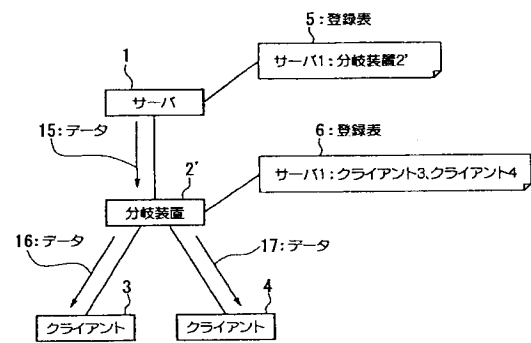 5:登録表
サーバ1:分岐装置2'
1
サーバ
15:データ
6:登録表
サーバ1:クライアント3、クライアント4
2'
分岐装置
16:データ
17:データ
3
クライアント
4
クライアント